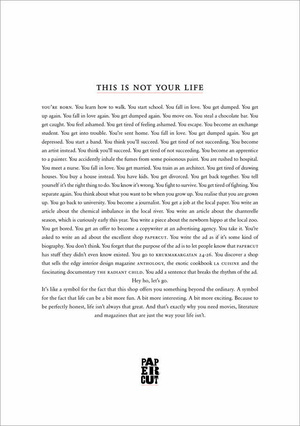 THIS IS NOT YOUR LIFE
YOU'RE BORN. You learn how to walk. You start school. You fall in love. You get dumped. You get
up again. You fall in love again. You get dumped again. You move on. You steal a chocolate bar. You
get caught. You feel ashamed. You get tired of feeling ashamed. You escape. You become an exchange
student. You get into trouble. You're sent home. You fall in love. You get dumped again. You get
depressed. You start a band. You think you'll succeed. You get tired of not succeeding. You become
an artist instead. You think you'll succeed. You get tired of not succeeding. You become an apprentice
to a painter. You accidently inhale the fumes from some poisonous paint. You are rushed to hospital.
You meet a nurse. You fall in love. You get married. You train as an architect. You get tired of drawing
houses. You buy a house instead. You have kids. You get divorced. You get back together. You tell
yourself it's the right thing to do. You know it's wrong. You fight to survive. You get tired of fighting. You
separate again. You think about what you want to be when you grow up. You realise that you are grown
up. You go back to university. You become a journalist. You get a job at the local paper. You write an
article about the chemical imbalance in the local river. You write an article about the chanterelle
season, which is curiously early this year. You write a piece about the newborn hippo at the local zoo.
You get bored. You get an offer to become a copywriter at an advertising agency. You take it. You're
asked to write an ad about the excellent shop PAPERCUT. You write the ad as if it's some kind of
biography. You don't think. You forget that the purpose of the ad is to let people know that PAPERCUT
has stuff they didn't even know existed. You go to KRUKMAKARGATAN 24-26. You discover a shop
that sells the edgy interior design magazine ANTHOLOGY, the exotic cookbook LA CUISINE and the
fascinating documentary THE RADIANT CHILD. You add a sentence that breaks the rhythm of the ad.
Hey ho, let's go.
It's like a symbol for the fact that this shop offers you something beyond the ordinary. A symbol
for the fact that life can be a bit more fun. A bit more interesting. A bit more exciting. Because to
be perfectly honest, life isn't always that great. And that's exactly why you need movies, literature
and magazines that are just the way your life isn't.
PAP
ER
CUT